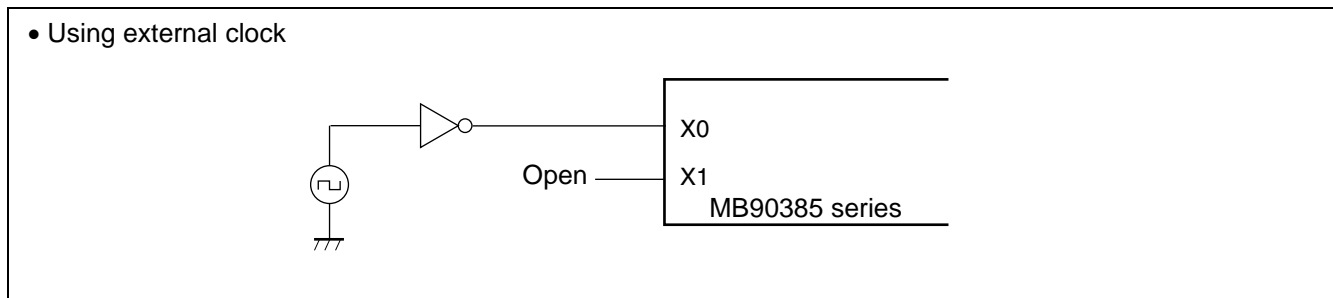 • Using external clock
X0
Open X1
MB90385 series